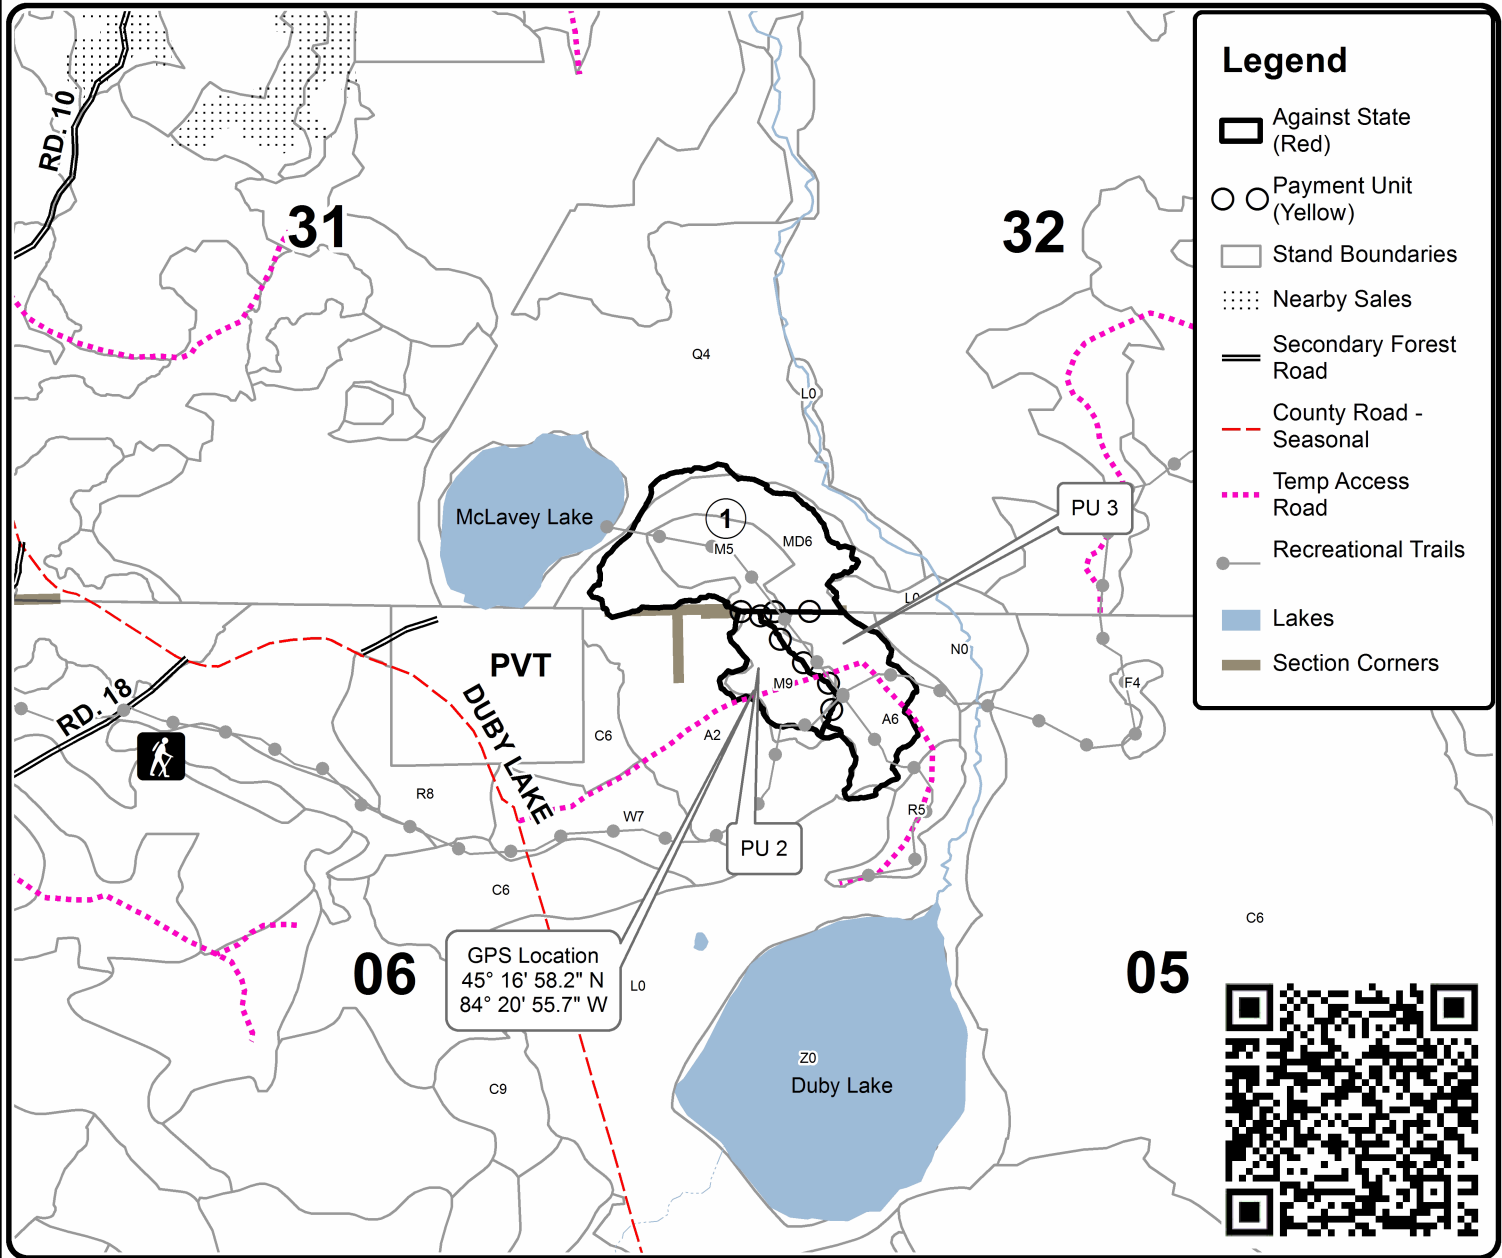 Legend
Against State
(Red)
Payment Unit
(Yellow)
Stand Boundaries
Nearby Sales
Secondary Forest
Road
County Road -
Seasonal
Temp Access
Road
Recreational Trails
Lakes
Section Corners
RD. 10
31
32
Q4
L0
McLavey Lake
1
M5
MD6
PU 3
L0
N0
PVT
M9
F4
RD. 18
DUBY LAKE
C6
A2
A6
R8
W7
R5
PU 2
C6
C6
GPS Location
45° 16' 58.2" N
84° 20' 55.7" W
06
05
L0
Z0
Duby Lake
C9